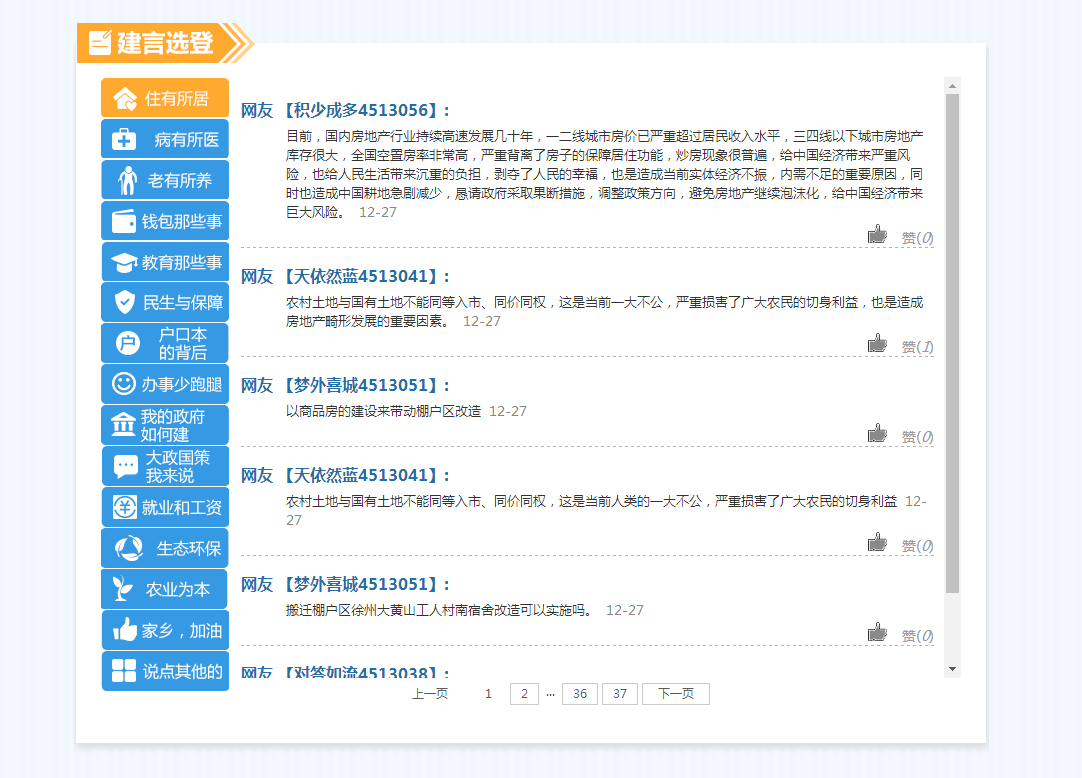 建言选登
住有所居
病有所医
老有所养
钱包那些事
教育那些事
民生与保障
户口本
的背后
办事少跑腿
我的政府
如何建
大政国策
我来说
就业和工资
生态环保
农业为本
家乡，加油
说点其他的
网友 【积少成多4513056】:
目前，国内房地产行业持续高速发展几十年，一二线城市房价已严重超过居民收入水平，三四线以下城市房地产
库存很大，全国空置房率非常高，严重背离了房子的保障居住功能，炒房现象很普遍，给中国经济带来严重风
险，也给人民生活带来沉重的负担，剥夺了人民的幸福，也是造成当前实体经济不振，内需不足的重要原因，同
时也造成中国耕地急剧减少，恳请政府采取果断措施，调整政策方向，避免房地产继续泡沫化，给中国经济带来
巨大风险。 12-27
赞(0)
网友 【天依然蓝4513041】:
农村土地与国有土地不能同等入市、同价同权，这是当前一大不公，严重损害了广大农民的切身利益，也是造成
房地产畸形发展的重要因素。 12-27
赞(1)
网友 【梦外喜城4513051】:
以商品房的建设来带动棚户区改造 12-27
赞(0)
网友 【天依然蓝4513041】:
农村土地与国有土地不能同等入市、同价同权，这是当前人类的一大不公，严重损害了广大农民的切身利益 12-
27
赞(0)
网友 【梦外喜城4513051】:
搬迁棚户区徐州大黄山工人村南宿舍改造可以实施吗。 12-27
赞(0)
网友 【对答如流4513038】:
上一页 1 2 ... 36 37 下一页